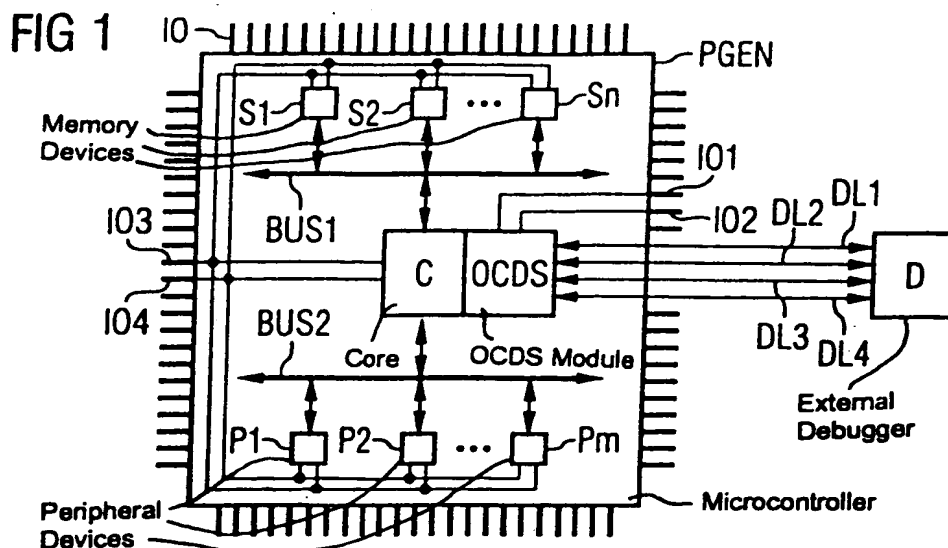 FIG 1
IO
PGEN
S1
S2
...
Sn
Memory
Devices
BUS1
IO1
IO2
DL2
DL1
IO3
IO4
C
OCDS
D
BUS2
Core
OCDS Module
DL3
DL4
External
Debugger
P1
P2
...
Pm
Peripheral
Devices
Microcontroller